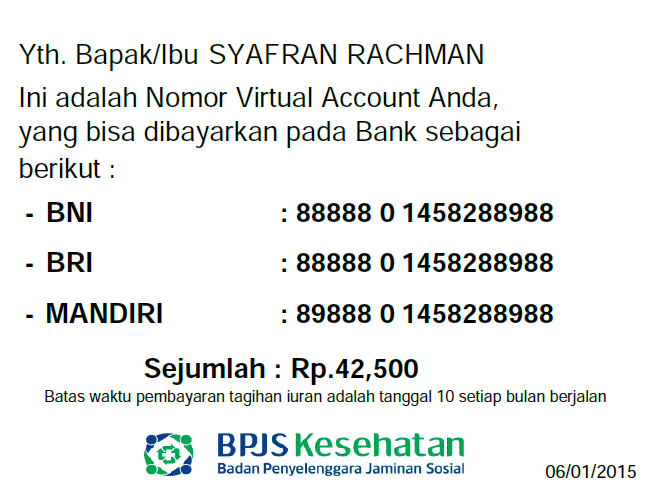 Yth. Bapak/Ibu SYAFRAN RACHMAN
Ini adalah Nomor Virtual Account Anda,
yang bisa dibayarkan pada Bank sebagai
berikut :
- BNI : 88888 0 1458288988
- BRI : 88888 0 1458288988
- MANDIRI : 89888 0 1458288988
Sejumlah : Rp.42,500
Batas waktu pembayaran tagihan iuran adalah tanggal 10 setiap bulan berjalan
BPJS Kesehatan
Badan Penyelenggara Jaminan Sosial
06/01/2015